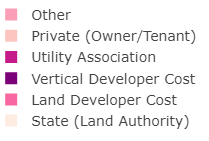 Other
Private (Owner/Tenant)
Utility Association
Vertical Developer Cost
Land Developer Cost
State (Land Authority)